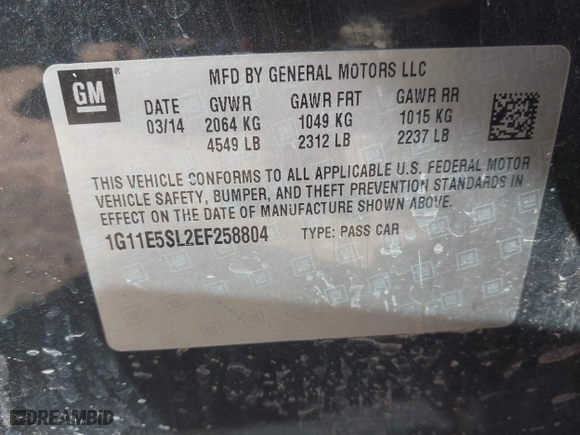 GM ® MFD BY GENERAL MOTORS LLC
DATE GVWR GAWR FRT GAWR RR
03/14 2064 KG 1049 KG 1015 KG
4549 LB 2312 LB 2237 LB
THIS VEHICLE CONFORMS TO ALL APPLICABLE U.S. FEDERAL MOTOR
VEHICLE SAFETY, BUMPER, AND THEFT PREVENTION STANDARDS IN
EFFECT ON THE DATE OF MANUFACTURE SHOWN ABOVE.
1G11E5SL2EF258804 TYPE: PASS CAR
DREAMBID